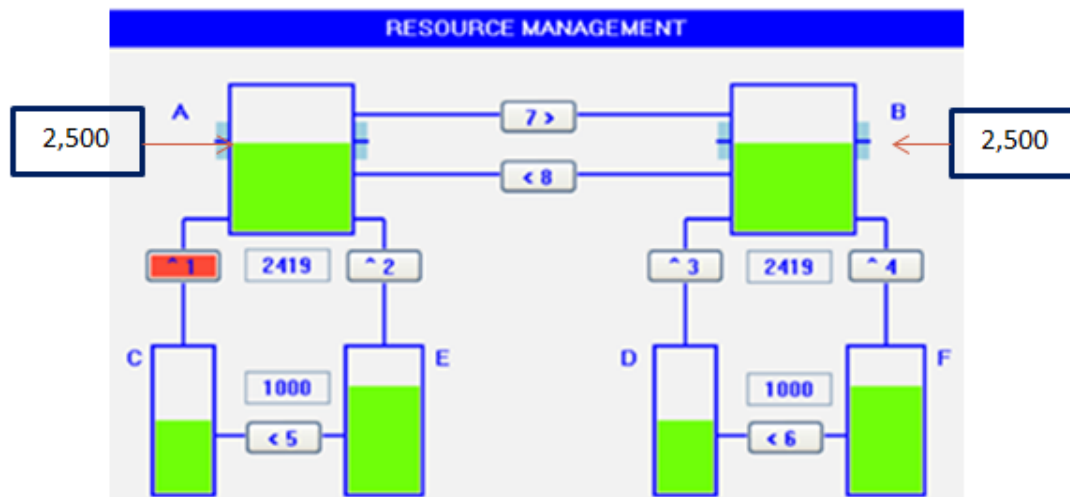 RESOURCE MANAGEMENT
A
7 >
B
2,500
2,500
< 8
^ 1
2419
^ 2
^ 3
2419
^ 4
C
E
D
F
1000
1000
< 5
< 6